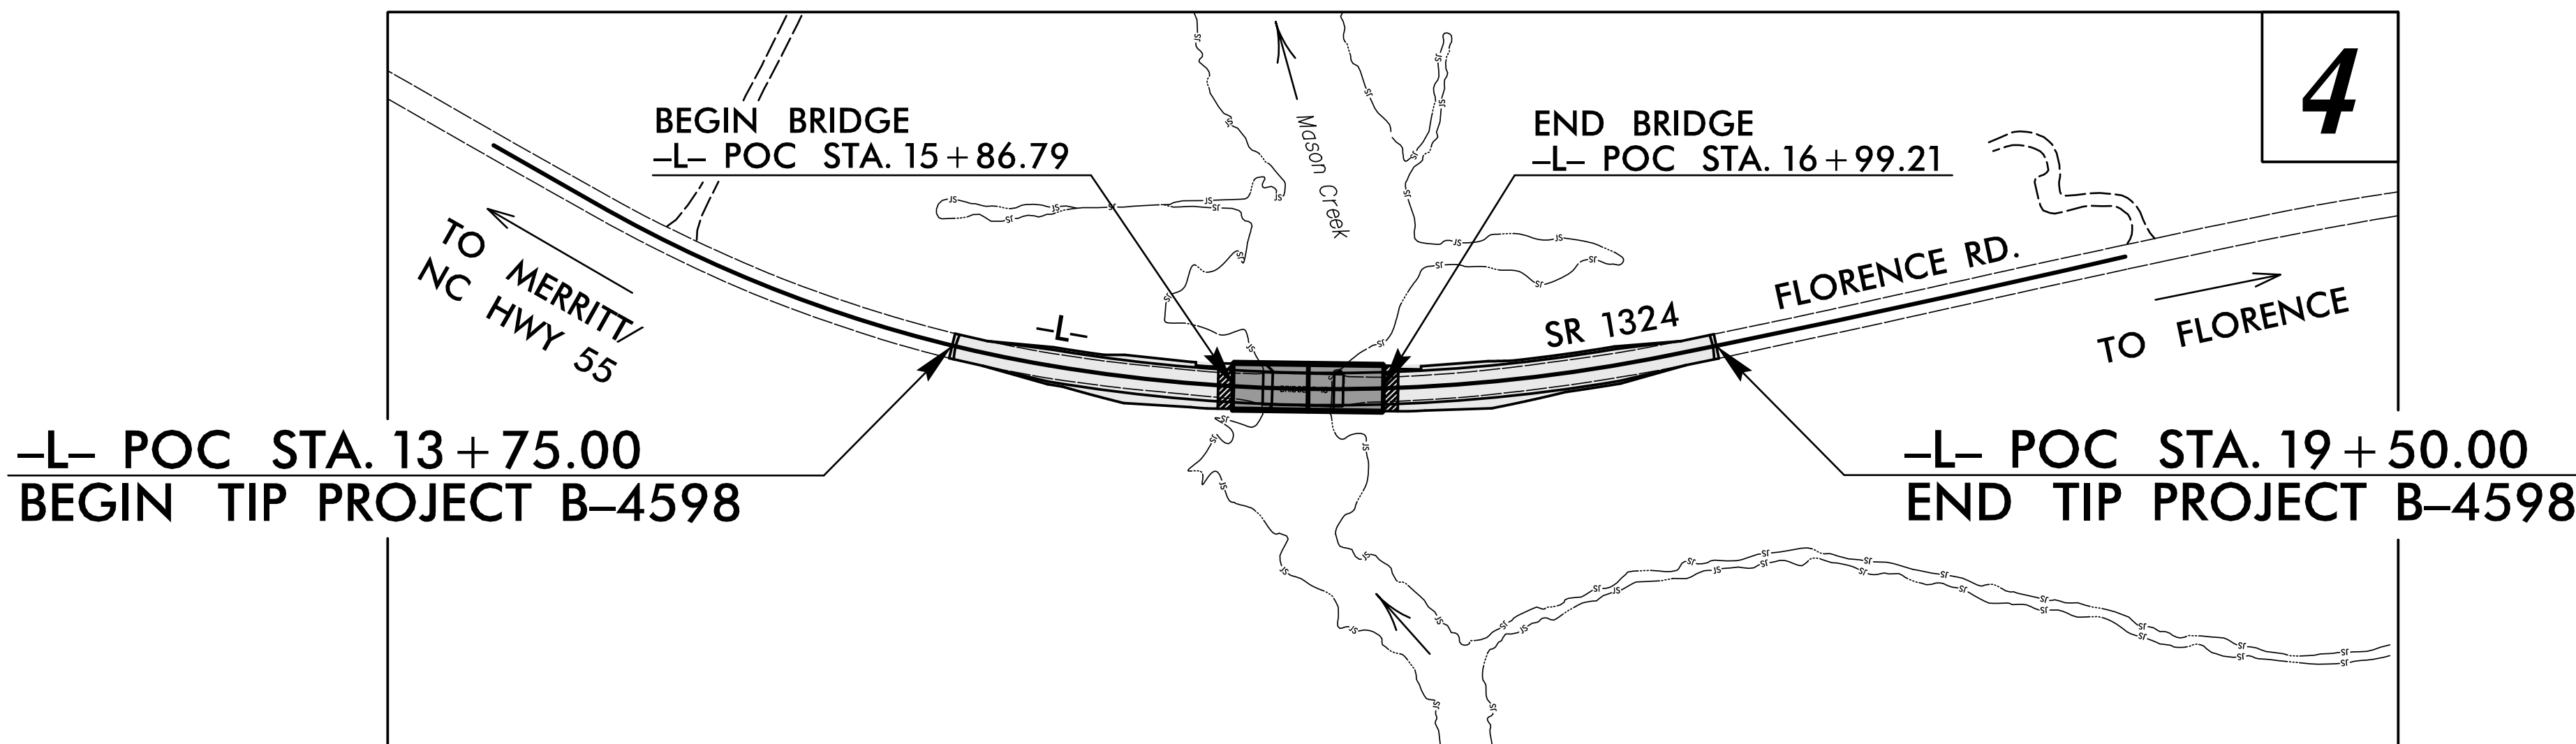 4
BEGIN BRIDGE
–L– POC STA. 15+86.79
END BRIDGE
–L– POC STA. 16+99.21
Mason Creek
TO MERRITT/
NC HWY 55
–L–
SR 1324
FLORENCE RD.
TO FLORENCE
BRIDGE
–L– POC STA. 13+75.00
BEGIN TIP PROJECT B–4598
–L– POC STA. 19+50.00
END TIP PROJECT B–4598